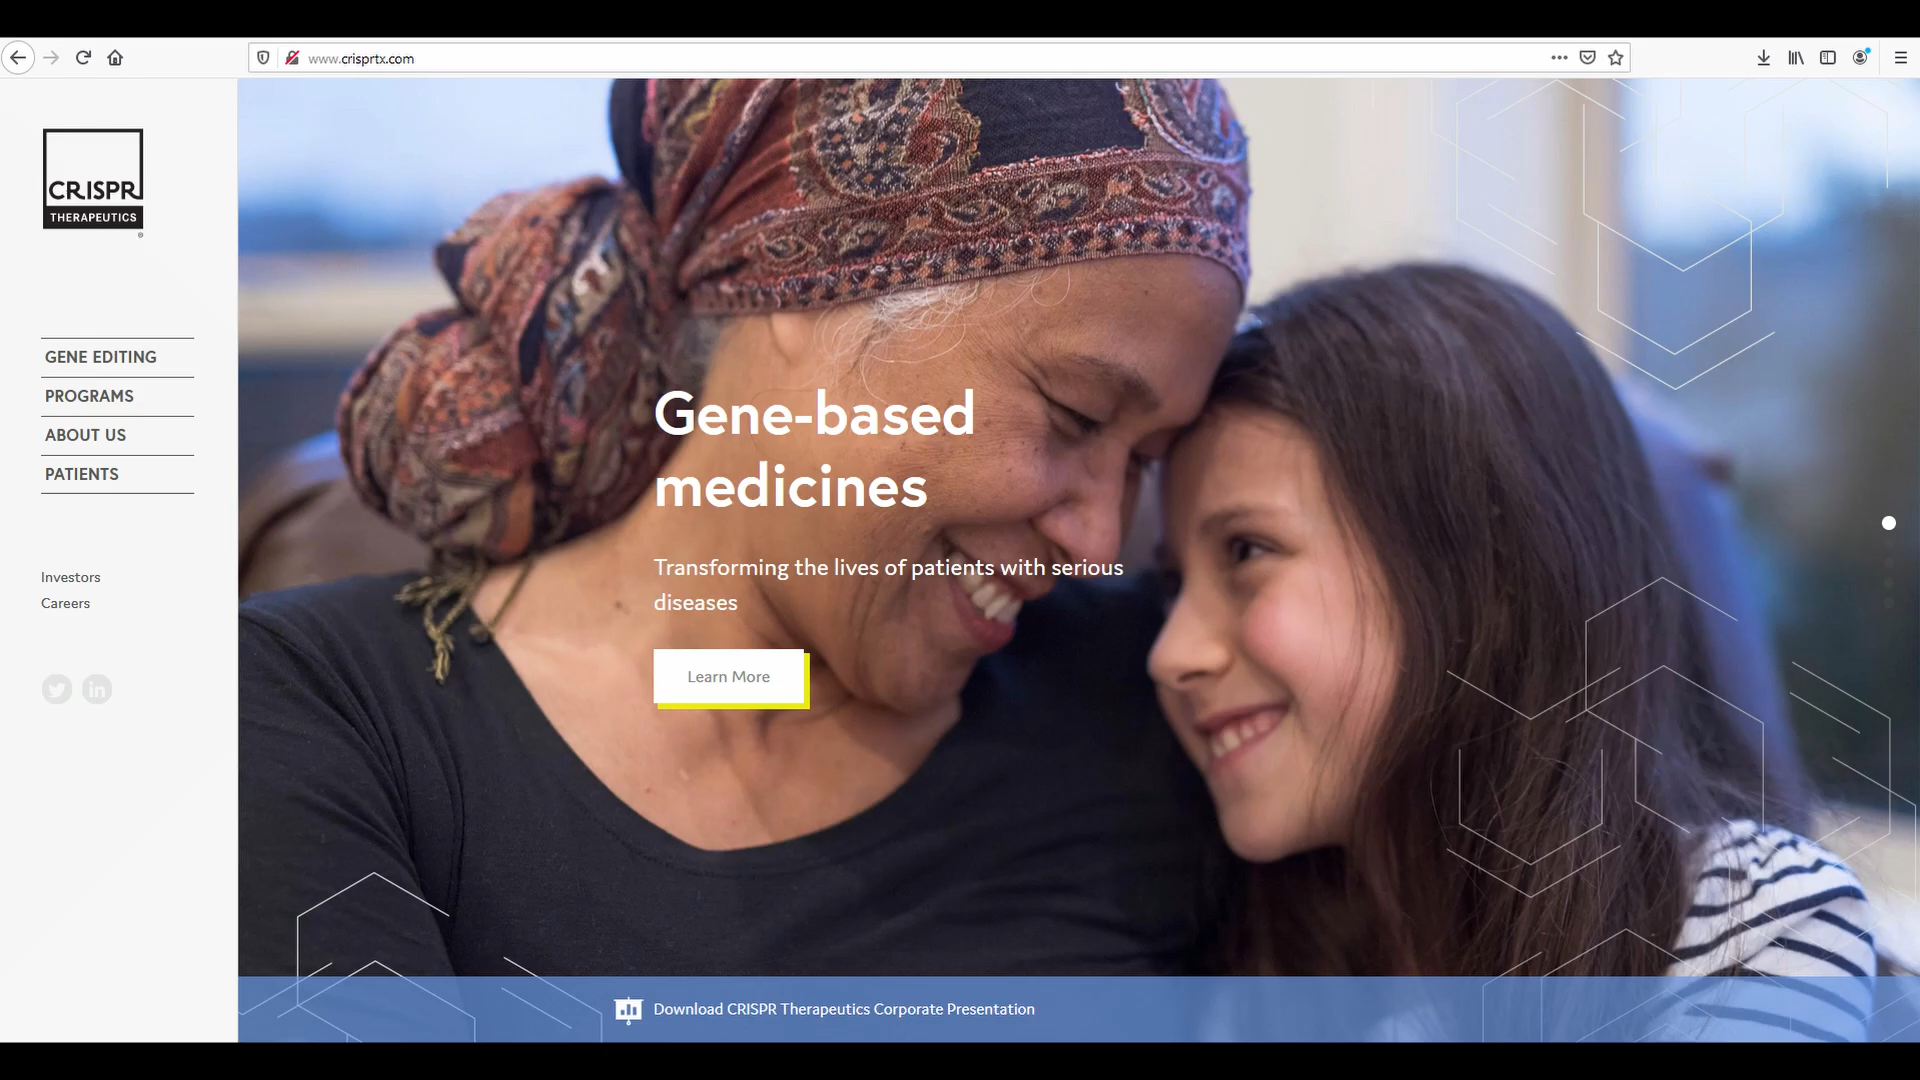 www.crisprtx.com
CRISPR
THERAPEUTICS
®
GENE EDITING
PROGRAMS
ABOUT US
PATIENTS
Investors
Careers
Gene-based
medicines
Transforming the lives of patients with serious
diseases
Learn More
Download CRISPR Therapeutics Corporate Presentation